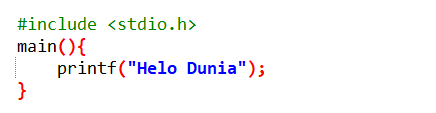 #include <stdio.h>
main(){
    printf("Helo Dunia");
}